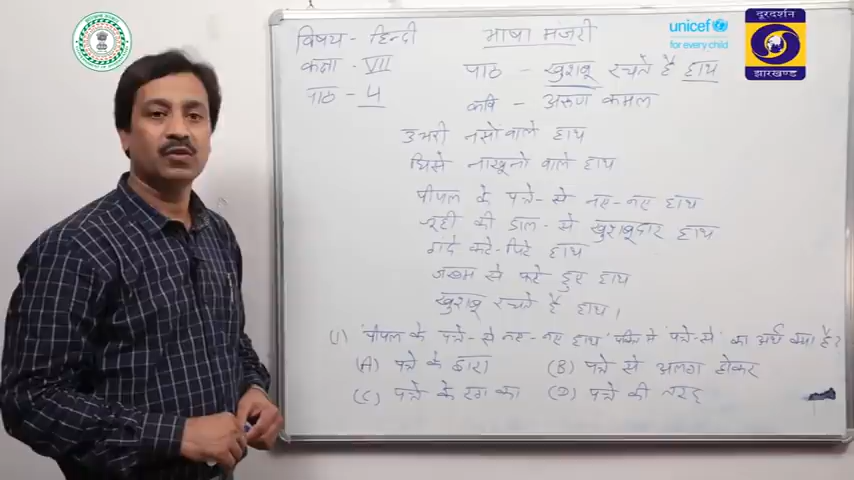 दूरदर्शन
झारखण्ड
unicef
for every child
विषय - हिन्दी
भाषा मंजरी
कक्षा - VII
पाठ - खुशबू रचते हैं हाथ
पाठ - 4
कवि - अरुण कमल
उभरी नसों वाले हाथ
घिसे नाखूनों वाले हाथ
पीपल के पत्ते-से नए-नए हाथ
जूही की डाल-से खुशबूदार हाथ
गंदे कटे-पिटे हाथ
जख्म से फटे हुए हाथ
खुशबू रचते हैं हाथ।
(1) 'पीपल के पत्ते-से नए-नए हाथ' पंक्ति में 'पत्ते-से' का अर्थ क्या है?
(A) पत्ते के द्वारा (B) पत्ते से अलग होकर
(C) पत्ते के रंग का (D) पत्ते की तरह